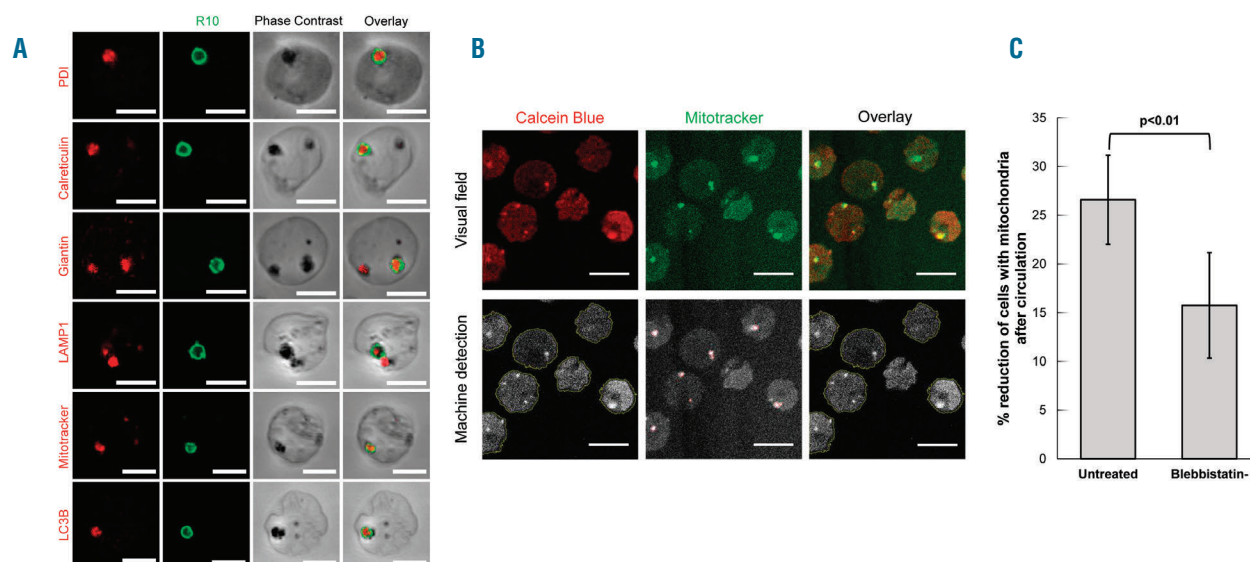 A
R10
Phase Contrast
Overlay
PDI
Calreticulin
Giantin
LAMP1
Mitotracker
LC3B
B
Calcein Blue
Mitotracker
Overlay
Visual field
Machine detection
C
% reduction of cells with mitochondria
after circulation
35
30
25
20
15
10
5
0
p<0.01
Untreated
Blebbistatin-